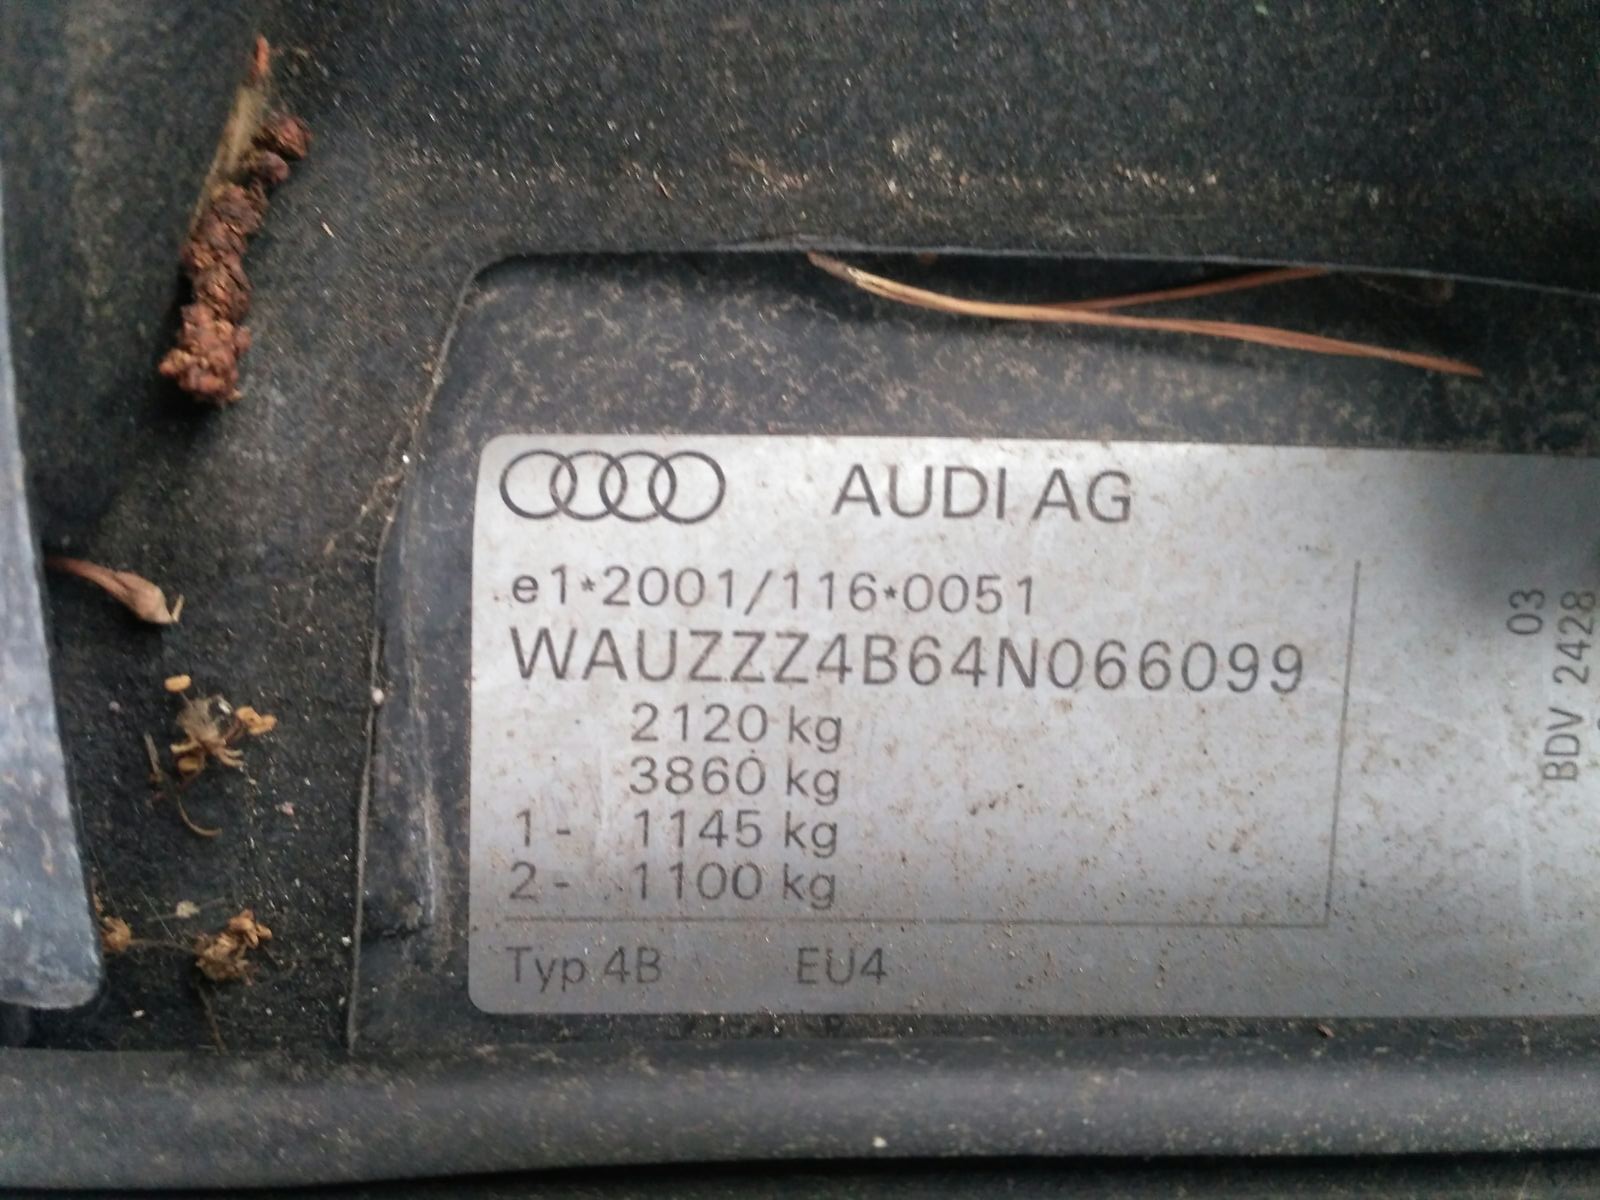 AUDI AG
e1*2001/116*0051
WAUZZZ4B64N066099
2120 kg
3860 kg
1- 1145 kg
2- 1100 kg
Typ 4B EU4
03
BDV 2428